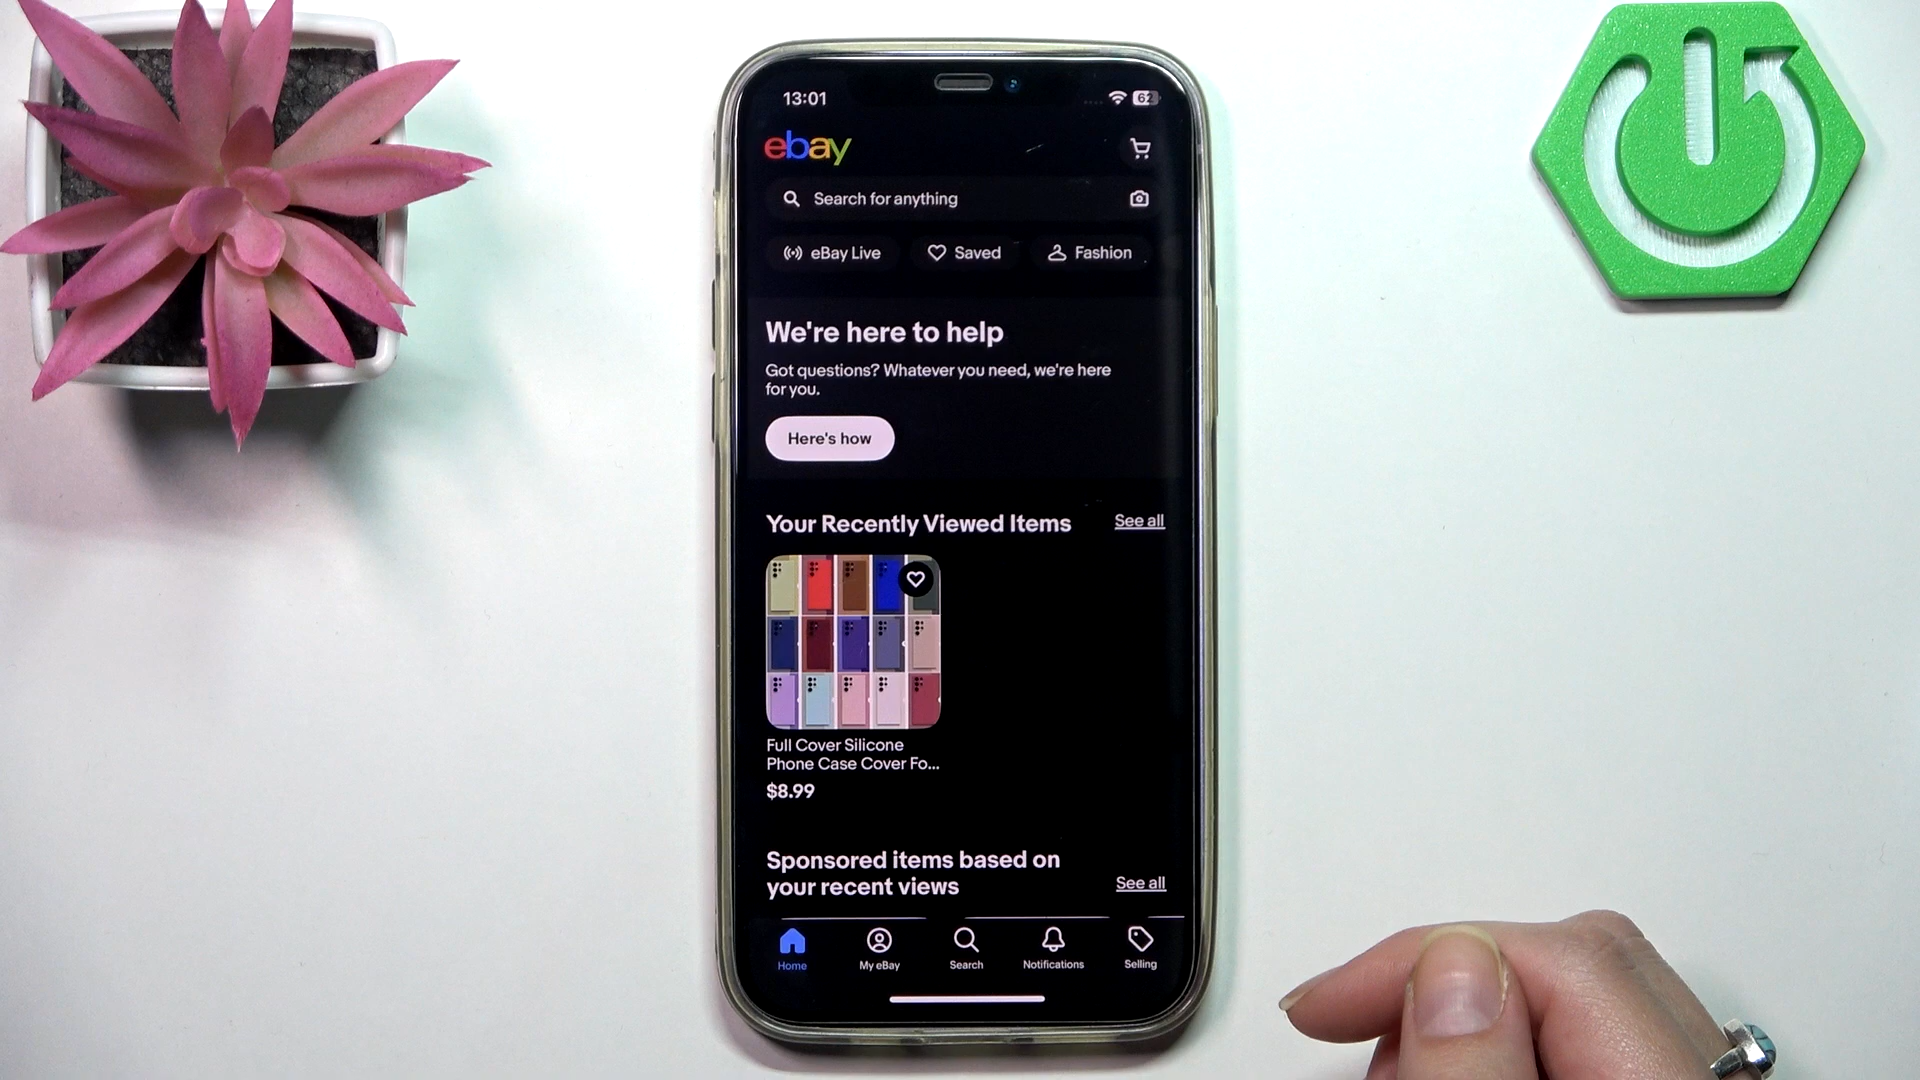 13:01
62
ebay
Search for anything
eBay Live
Saved
Fashion
We're here to help
Got questions? Whatever you need, we're here
for you.
Here's how
Your Recently Viewed Items
See all
Full Cover Silicone
Phone Case Cover Fo...
$8.99
Sponsored items based on
your recent views
See all
Home
My eBay
Search
Notifications
Selling